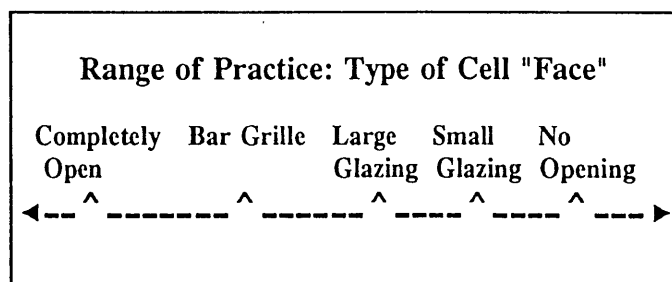 Range of Practice: Type of Cell "Face"
Completely Bar Grille Large Small No
Open Glazing Glazing Opening